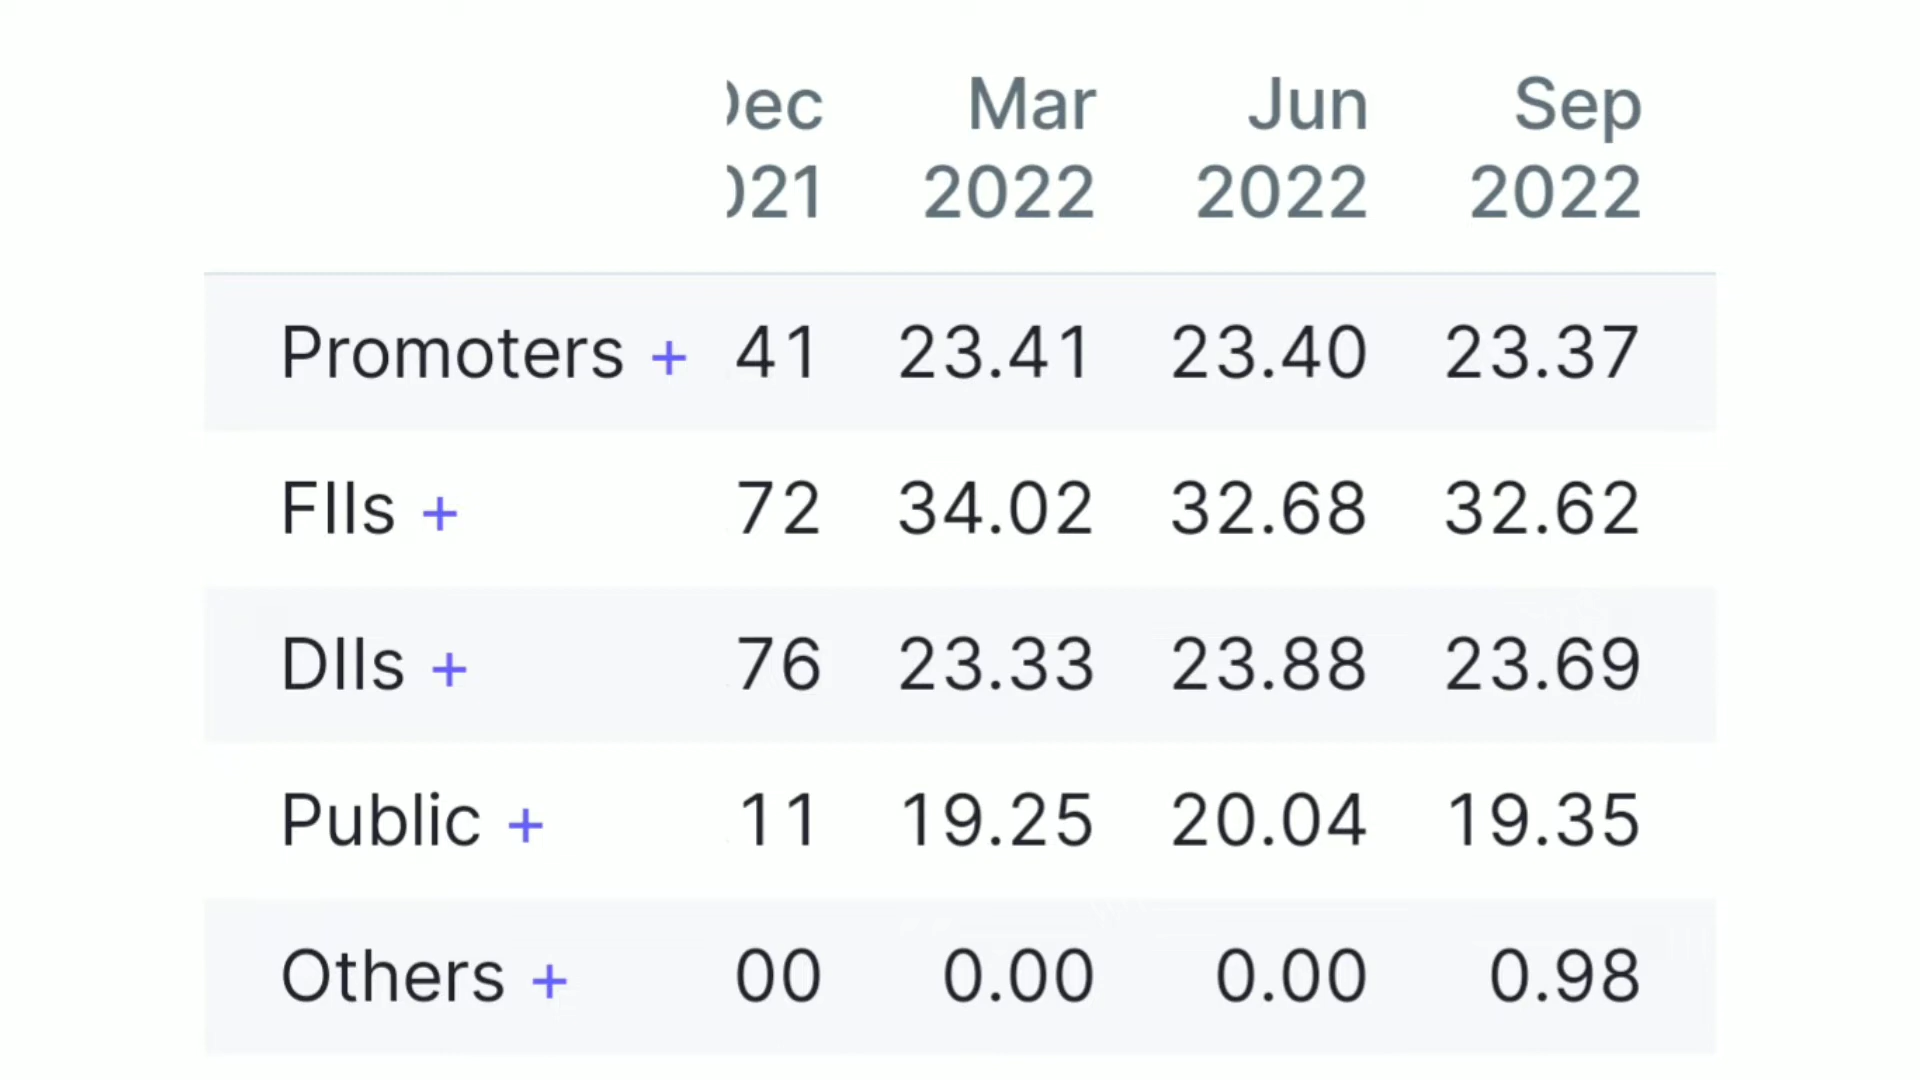 Dec Mar Jun Sep
021 2022 2022 2022
Promoters + 41 23.41 23.40 23.37
FIIs + 72 34.02 32.68 32.62
DIIs + 76 23.33 23.88 23.69
Public + 11 19.25 20.04 19.35
Others + 00 0.00 0.00 0.98